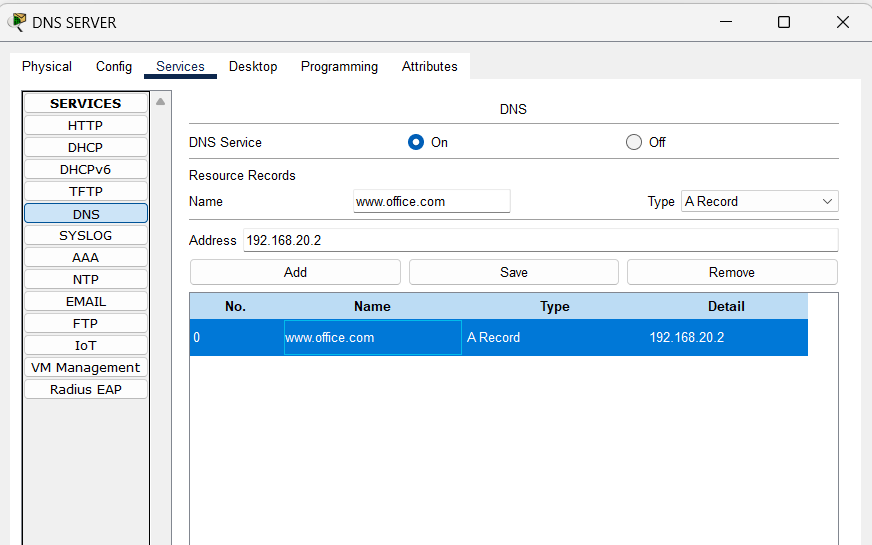 DNS SERVER
Physical Config Services Desktop Programming Attributes
SERVICES
HTTP
DHCP
DHCPv6
TFTP
DNS
SYSLOG
AAA
NTP
EMAIL
FTP
IoT
VM Management
Radius EAP
DNS
DNS Service On Off
Resource Records
Name www.office.com Type A Record
Address 192.168.20.2
Add Save Remove
No. Name Type Detail
0 www.office.com A Record 192.168.20.2